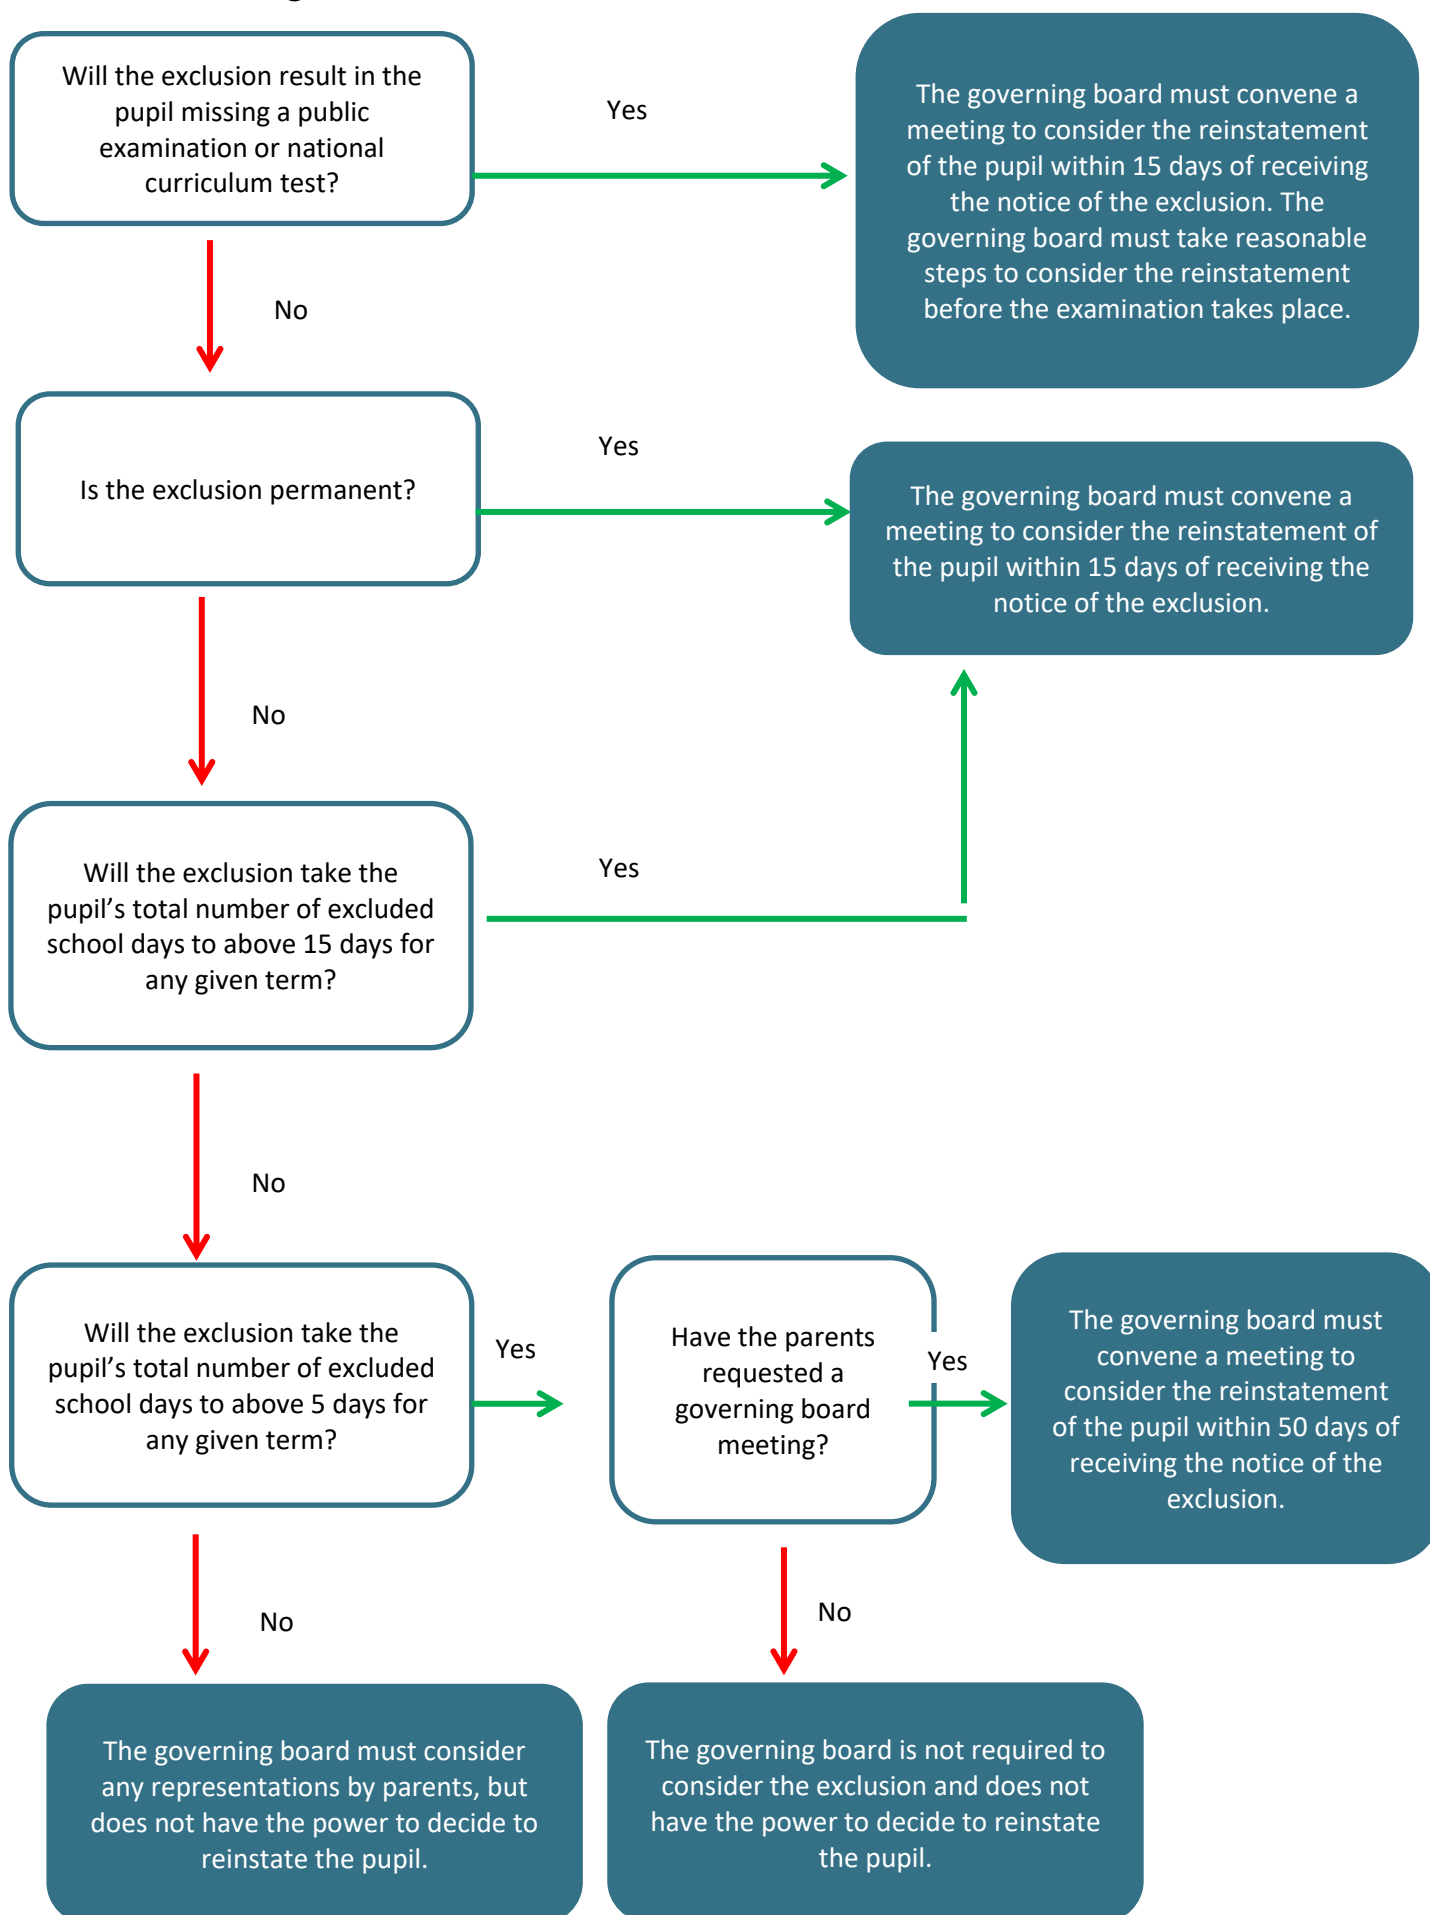 Will the exclusion result in the
pupil missing a public
examination or national
curriculum test?
Yes
The governing board must convene a
meeting to consider the reinstatement
of the pupil within 15 days of receiving
the notice of the exclusion. The
governing board must take reasonable
steps to consider the reinstatement
before the examination takes place.
No
Is the exclusion permanent?
Yes
The governing board must convene a
meeting to consider the reinstatement of
the pupil within 15 days of receiving the
notice of the exclusion.
No
Will the exclusion take the
pupil’s total number of excluded
school days to above 15 days for
any given term?
Yes
No
Will the exclusion take the
pupil’s total number of excluded
school days to above 5 days for
any given term?
Yes
Have the parents
requested a
governing board
meeting?
Yes
The governing board must
convene a meeting to
consider the reinstatement
of the pupil within 50 days of
receiving the notice of the
exclusion.
No
No
The governing board must consider
any representations by parents, but
does not have the power to decide to
reinstate the pupil.
The governing board is not required to
consider the exclusion and does not
have the power to decide to reinstate
the pupil.